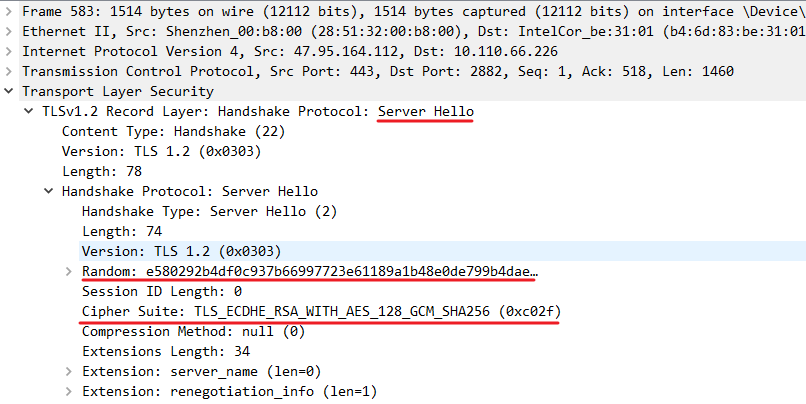 Frame 583: 1514 bytes on wire (12112 bits), 1514 bytes captured (12112 bits) on interface \Device\
Ethernet II, Src: Shenzhen_00:b8:00 (28:51:32:00:b8:00), Dst: IntelCor_be:31:01 (b4:6d:83:be:31:01
Internet Protocol Version 4, Src: 47.95.164.112, Dst: 10.110.66.226
Transmission Control Protocol, Src Port: 443, Dst Port: 2882, Seq: 1, Ack: 518, Len: 1460
Transport Layer Security
TLSv1.2 Record Layer: Handshake Protocol: Server Hello
Content Type: Handshake (22)
Version: TLS 1.2 (0x0303)
Length: 78
Handshake Protocol: Server Hello
Handshake Type: Server Hello (2)
Length: 74
Version: TLS 1.2 (0x0303)
Random: e580292b4df0c937b66997723e61189a1b48e0de799b4dae…
Session ID Length: 0
Cipher Suite: TLS_ECDHE_RSA_WITH_AES_128_GCM_SHA256 (0xc02f)
Compression Method: null (0)
Extensions Length: 34
Extension: server_name (len=0)
Extension: renegotiation_info (len=1)